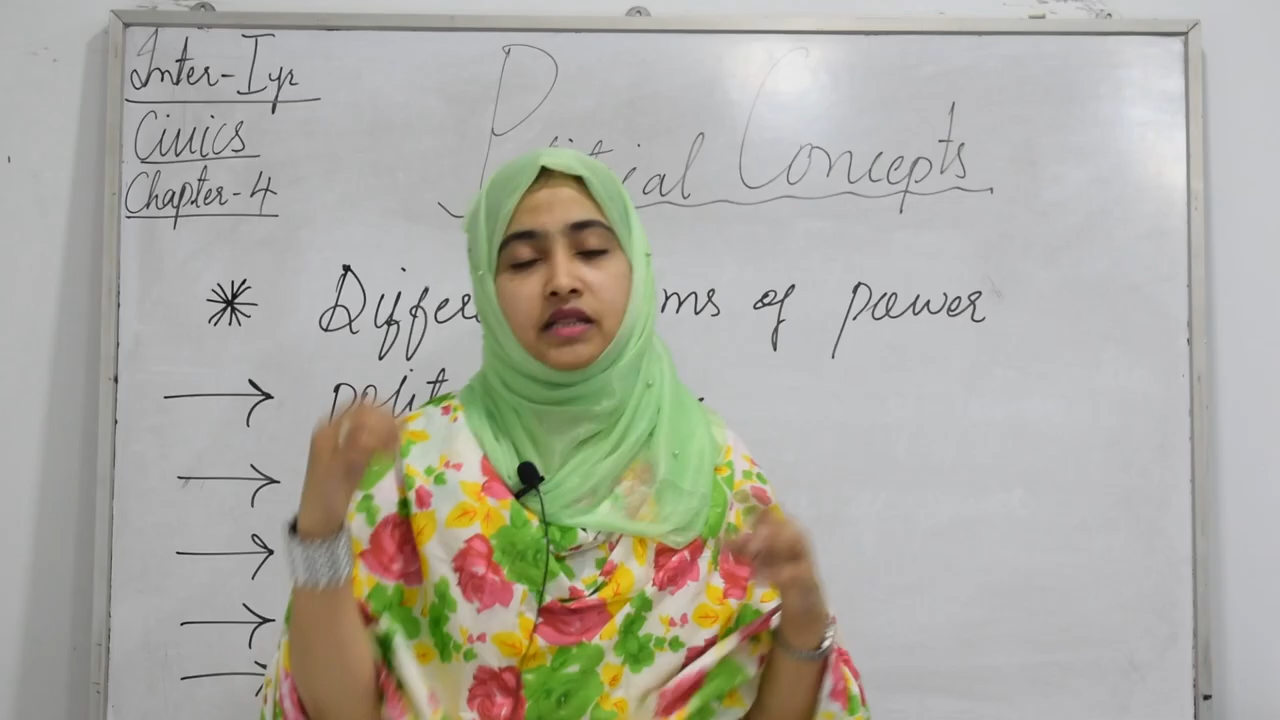 Inter-Iyr
Civics
Chapter-4
Political Concepts
* Differ ms of power
→ polit
→
→
→
→